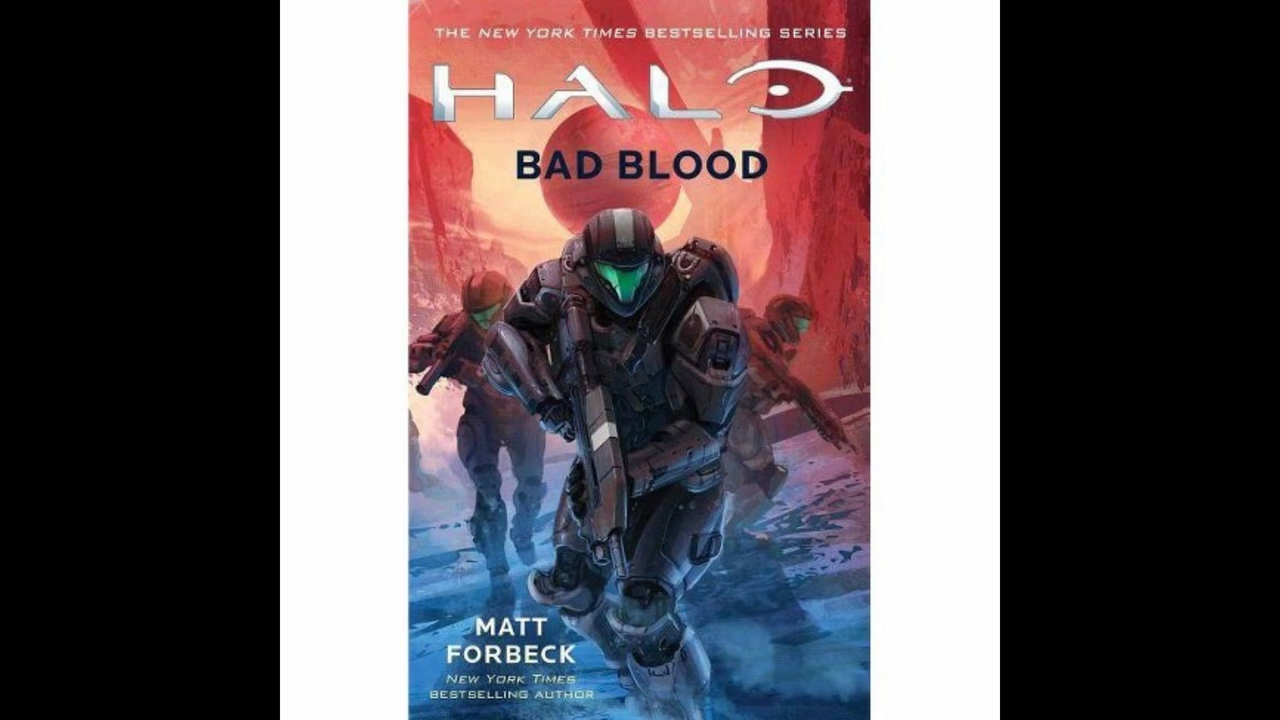 THE NEW YORK TIMES BESTSELLING SERIES
HALO
BAD BLOOD
MATT
FORBECK
NEW YORK TIMES
BESTSELLING AUTHOR